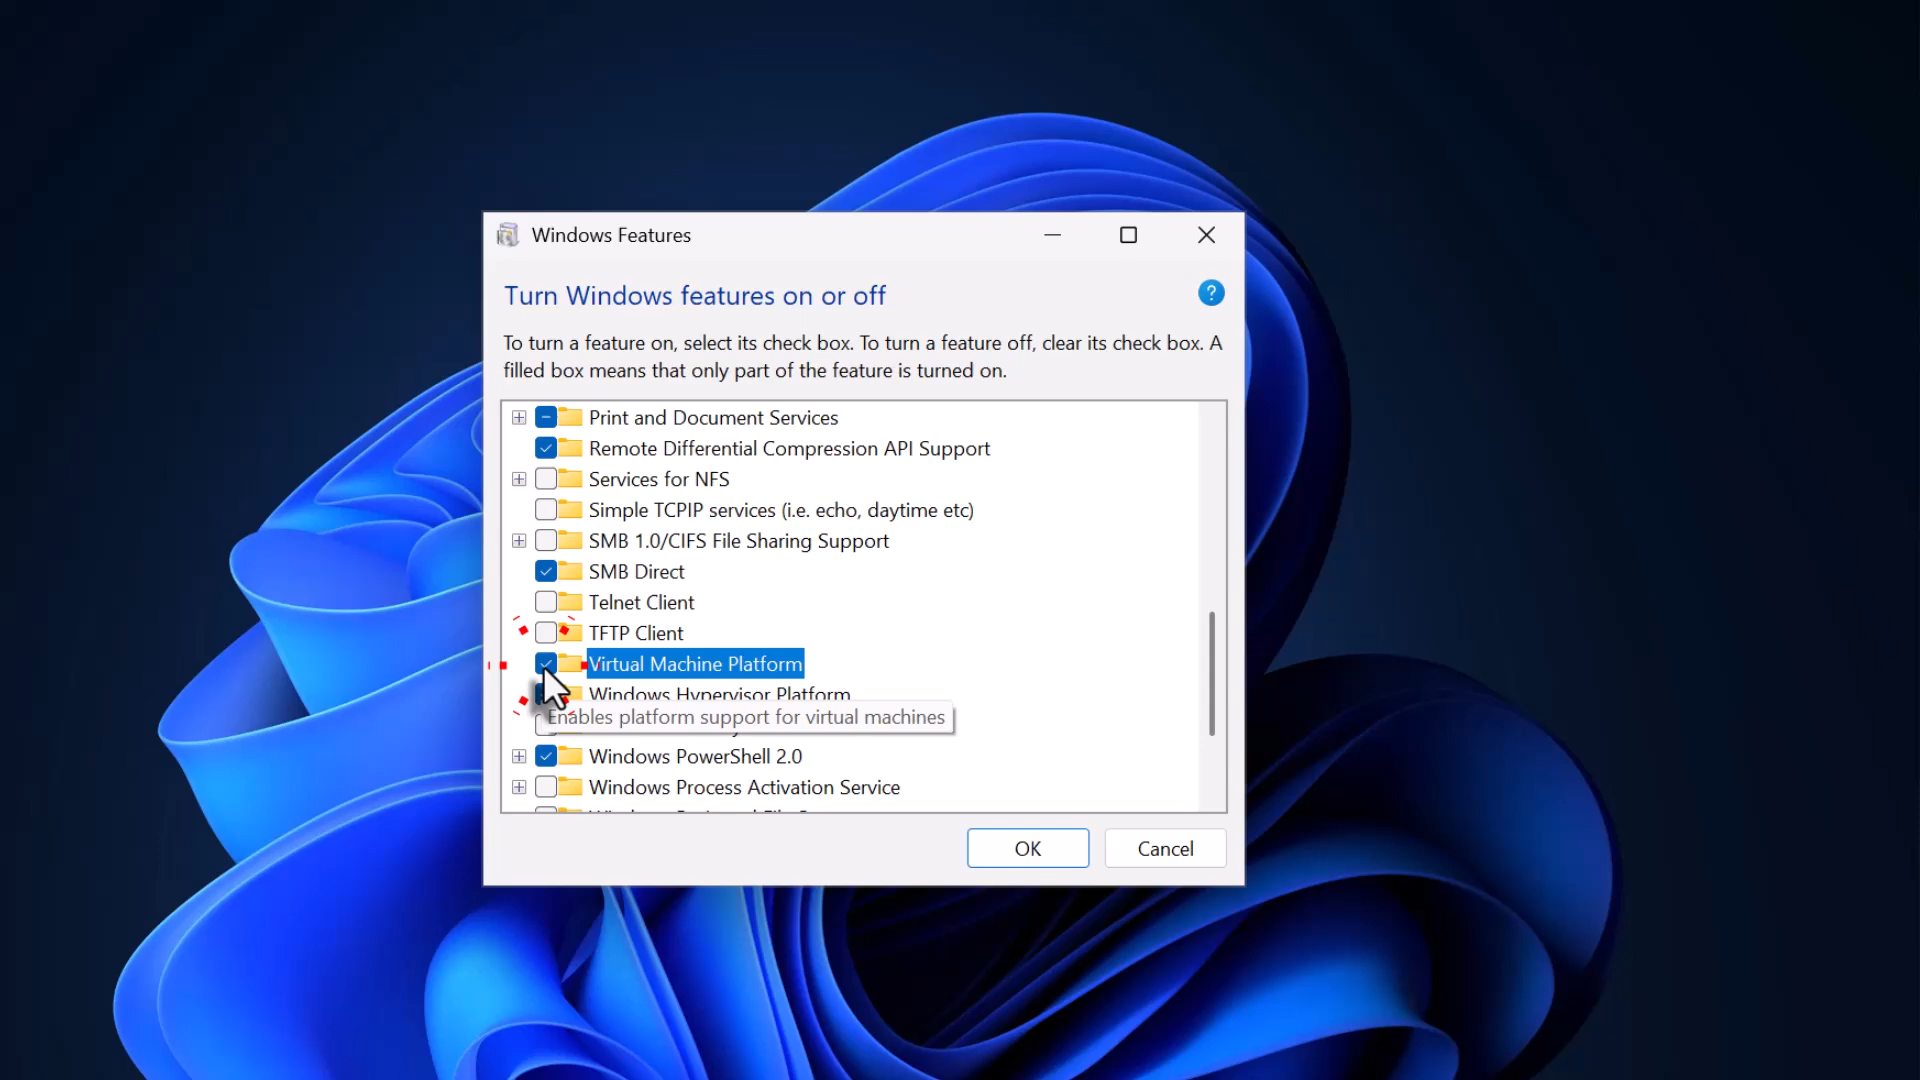 Windows Features
Turn Windows features on or off
?
To turn a feature on, select its check box. To turn a feature off, clear its check box. A
filled box means that only part of the feature is turned on.
Print and Document Services
Remote Differential Compression API Support
Services for NFS
Simple TCPIP services (i.e. echo, daytime etc)
SMB 1.0/CIFS File Sharing Support
SMB Direct
Telnet Client
TFTP Client
Virtual Machine Platform
Windows Hypervisor Platform
Enables platform support for virtual machines
Windows PowerShell 2.0
Windows Process Activation Service
OK
Cancel